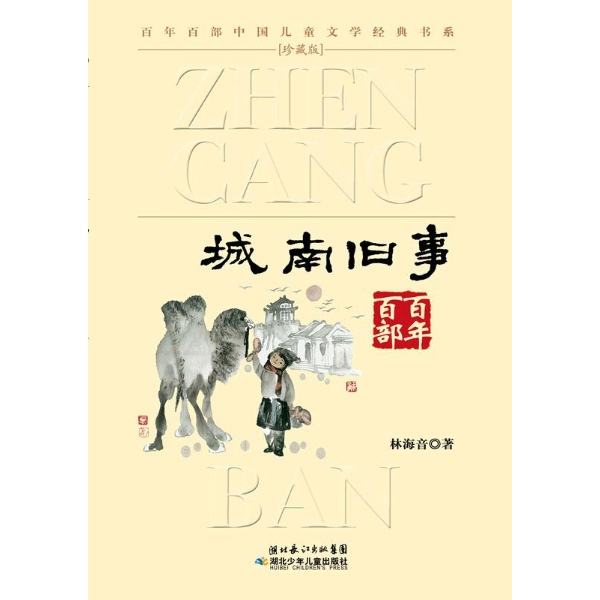 百年百部中国儿童文学经典书系
[珍藏版]
ZHEN
CANG
城南旧事
百年
百部
林海音◎著
BAN
湖北长江出版集团
湖北少年儿童出版社
HUBEI CHILDREN'S PRESS